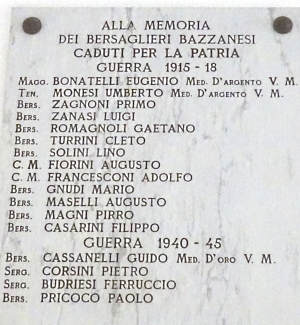 ALLA MEMORIA
DEI BERSAGLIERI BAZZANESI
CADUTI PER LA PATRIA
GUERRA 1915-18
MAGG. BONATELLI EUGENIO MED. D'ARGENTO V. M.
TEN. MONESI UMBERTO MED. D'ARGENTO V. M.
BERS. ZAGNONI PRIMO
BERS. ZANASI LUIGI
BERS. ROMAGNOLI GAETANO
BERS. TURRINI CLETO
BERS. SOLINI LINO
C. M. FIORINI AUGUSTO
C. M. FRANCESCONI ADOLFO
BERS. GNUDI MARIO
BERS. MASELLI AUGUSTO
BERS. MAGNI PIRRO
BERS. CASARINI FILIPPO
GUERRA 1940-45
BERS. CASSANELLI GUIDO MED. D'ORO V. M.
SERG. CORSINI PIETRO
SERG. BUDRIESI FERRUCCIO
BERS. PRICOCO PAOLO